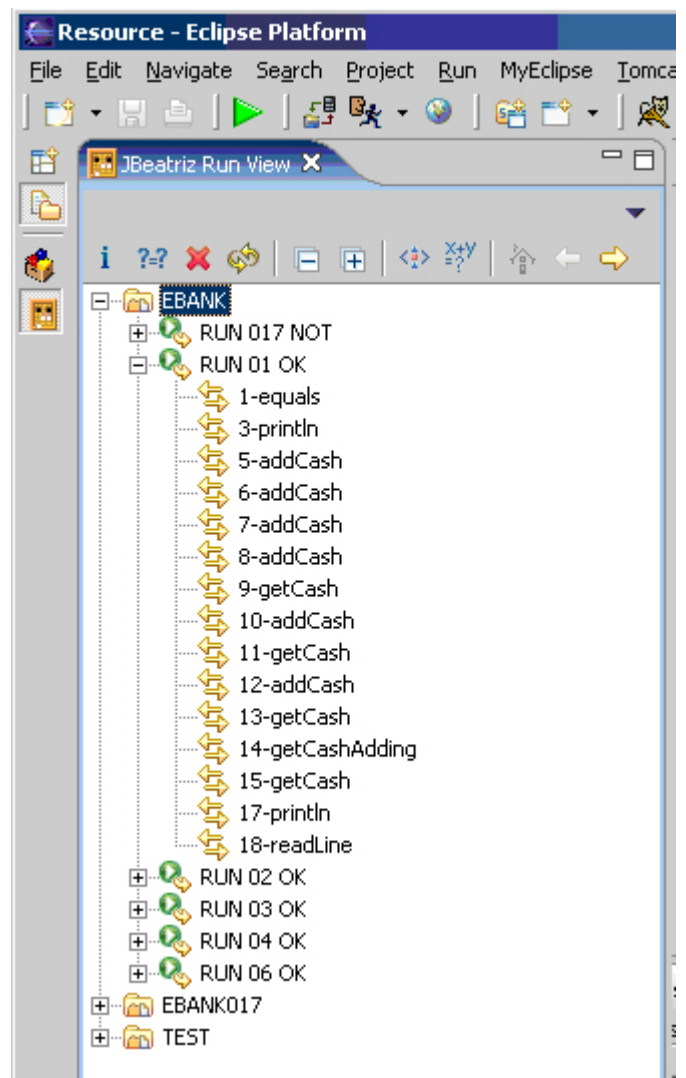 Resource - Eclipse Platform
File Edit Navigate Search Project Run MyEclipse
JBeatriz Run View
EBANK
RUN 017 NOT
RUN 01 OK
1-equals
3-println
5-addCash
6-addCash
7-addCash
8-addCash
9-getCash
10-addCash
11-getCash
12-addCash
13-getCash
14-getCashAdding
15-getCash
17-println
18-readLine
RUN 02 OK
RUN 03 OK
RUN 04 OK
RUN 06 OK
EBANK017
TEST